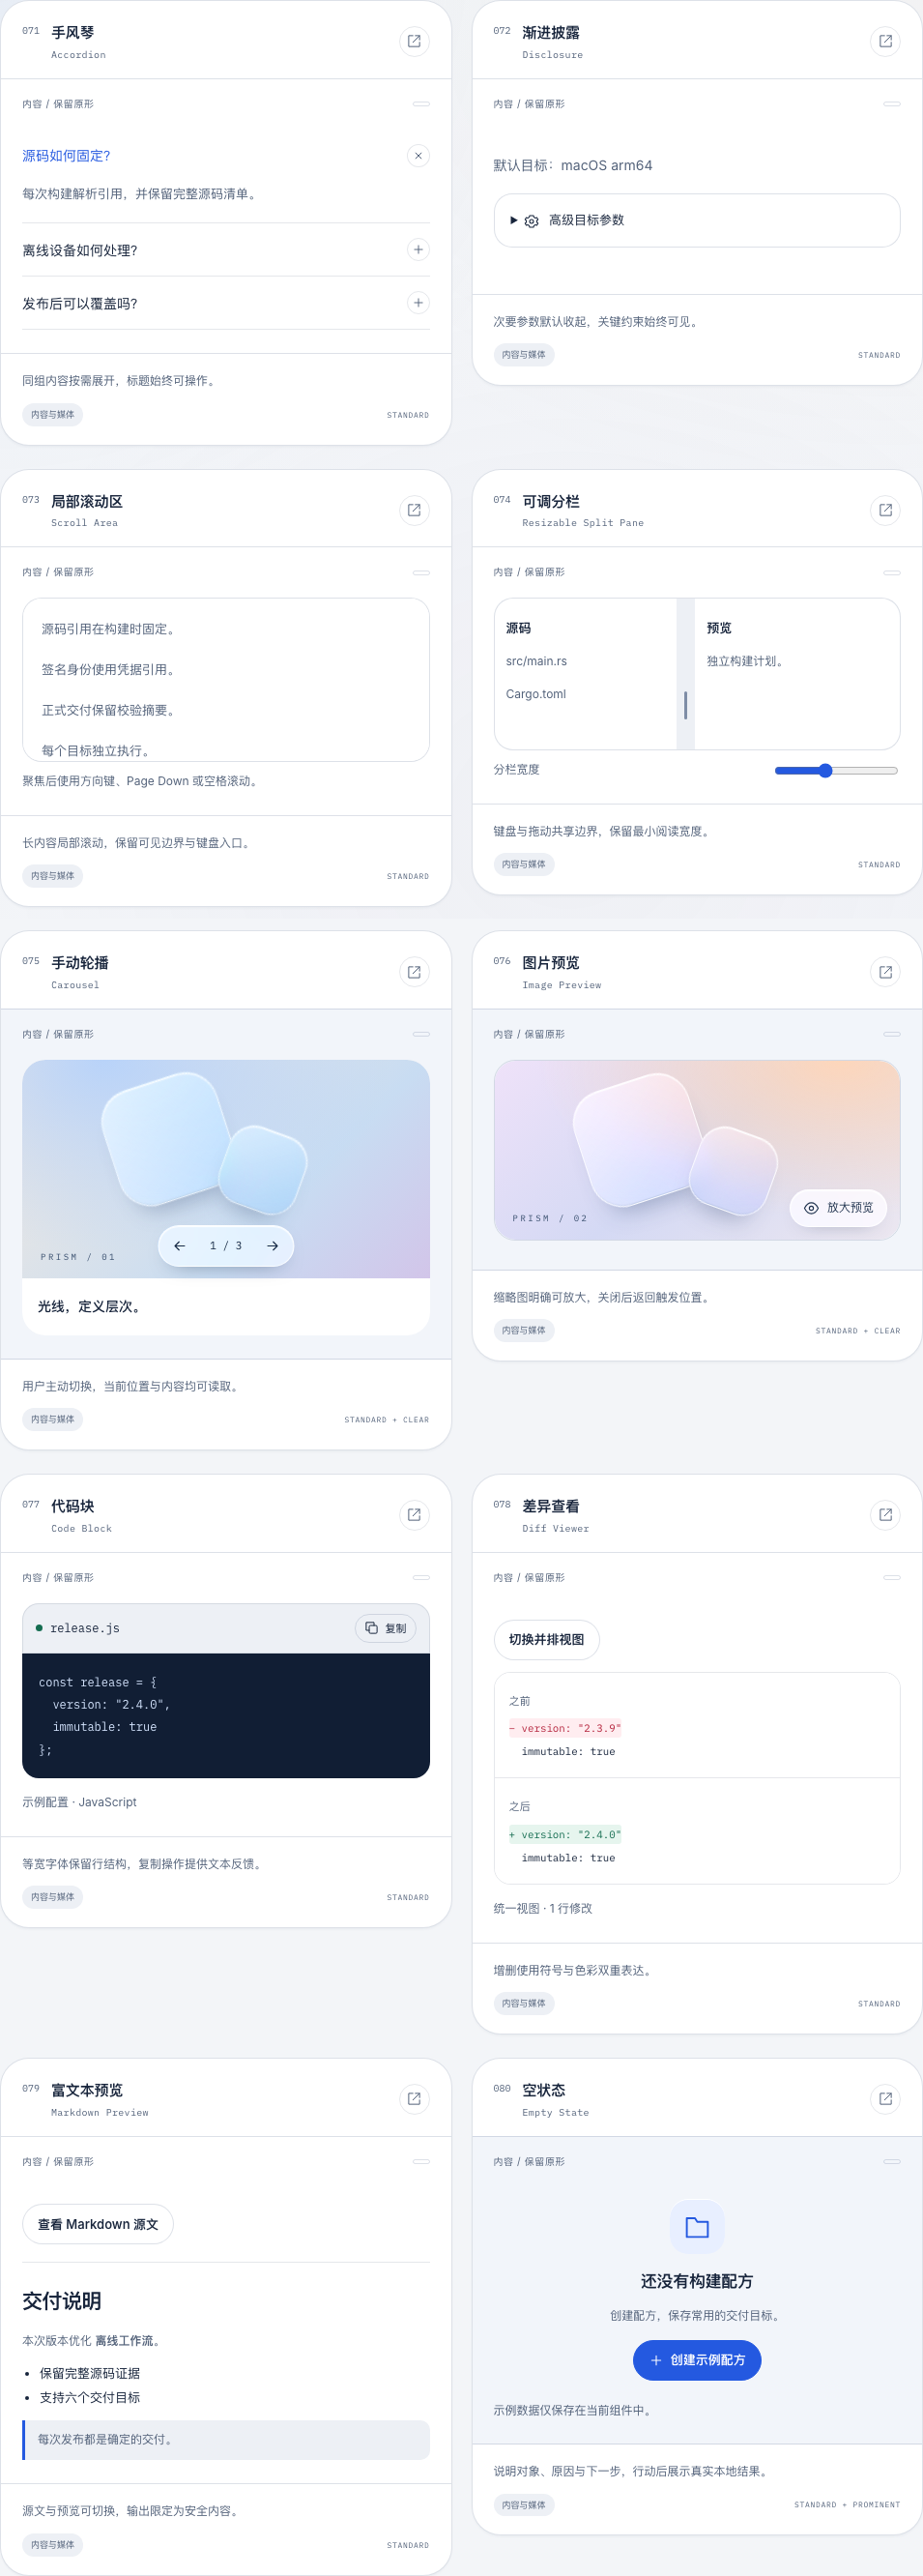 071 手风琴
Accordion
内容 / 保留原形
源码如何固定?
每次构建解析引用，并保留完整源码清单。
离线设备如何处理?
发布后可以覆盖吗?
同组内容按需展开，标题始终可操作。
内容与媒体
STANDARD
072 渐进披露
Disclosure
内容 / 保留原形
默认目标：macOS arm64
高级目标参数
次要参数默认收起，关键约束始终可见。
内容与媒体
STANDARD
073 局部滚动区
Scroll Area
内容 / 保留原形
源码引用在构建时固定。
签名身份使用凭据引用。
正式交付保留校验摘要。
每个目标独立执行。
聚焦后使用方向键、Page Down 或空格滚动。
长内容局部滚动，保留可见边界与键盘入口。
内容与媒体
STANDARD
074 可调分栏
Resizable Split Pane
内容 / 保留原形
源码
src/main.rs
Cargo.toml
预览
独立构建计划。
分栏宽度
键盘与拖动共享边界，保留最小阅读宽度。
内容与媒体
STANDARD
075 手动轮播
Carousel
内容 / 保留原形
PRISM / 01
1 / 3
光线，定义层次。
用户主动切换，当前位置与内容均可读取。
内容与媒体
STANDARD + CLEAR
076 图片预览
Image Preview
内容 / 保留原形
PRISM / 02
放大预览
缩略图明确可放大，关闭后返回触发位置。
内容与媒体
STANDARD + CLEAR
077 代码块
Code Block
内容 / 保留原形
release.js
复制
const release = {
version: "2.4.0",
immutable: true
};
示例配置 · JavaScript
等宽字体保留行结构，复制操作提供文本反馈。
内容与媒体
STANDARD
078 差异查看
Diff Viewer
内容 / 保留原形
切换并排视图
之前
− version: "2.3.9"
immutable: true
之后
+ version: "2.4.0"
immutable: true
统一视图 · 1 行修改
增删使用符号与色彩双重表达。
内容与媒体
STANDARD
079 富文本预览
Markdown Preview
内容 / 保留原形
查看 Markdown 源文
交付说明
本次版本优化 离线工作流。
• 保留完整源码证据
• 支持六个交付目标
每次发布都是确定的交付。
源文与预览可切换，输出限定为安全内容。
内容与媒体
STANDARD
080 空状态
Empty State
内容 / 保留原形
还没有构建配方
创建配方，保存常用的交付目标。
创建示例配方
示例数据仅保存在当前组件中。
说明对象、原因与下一步，行动后展示真实本地结果。
内容与媒体
STANDARD + PROMINENT